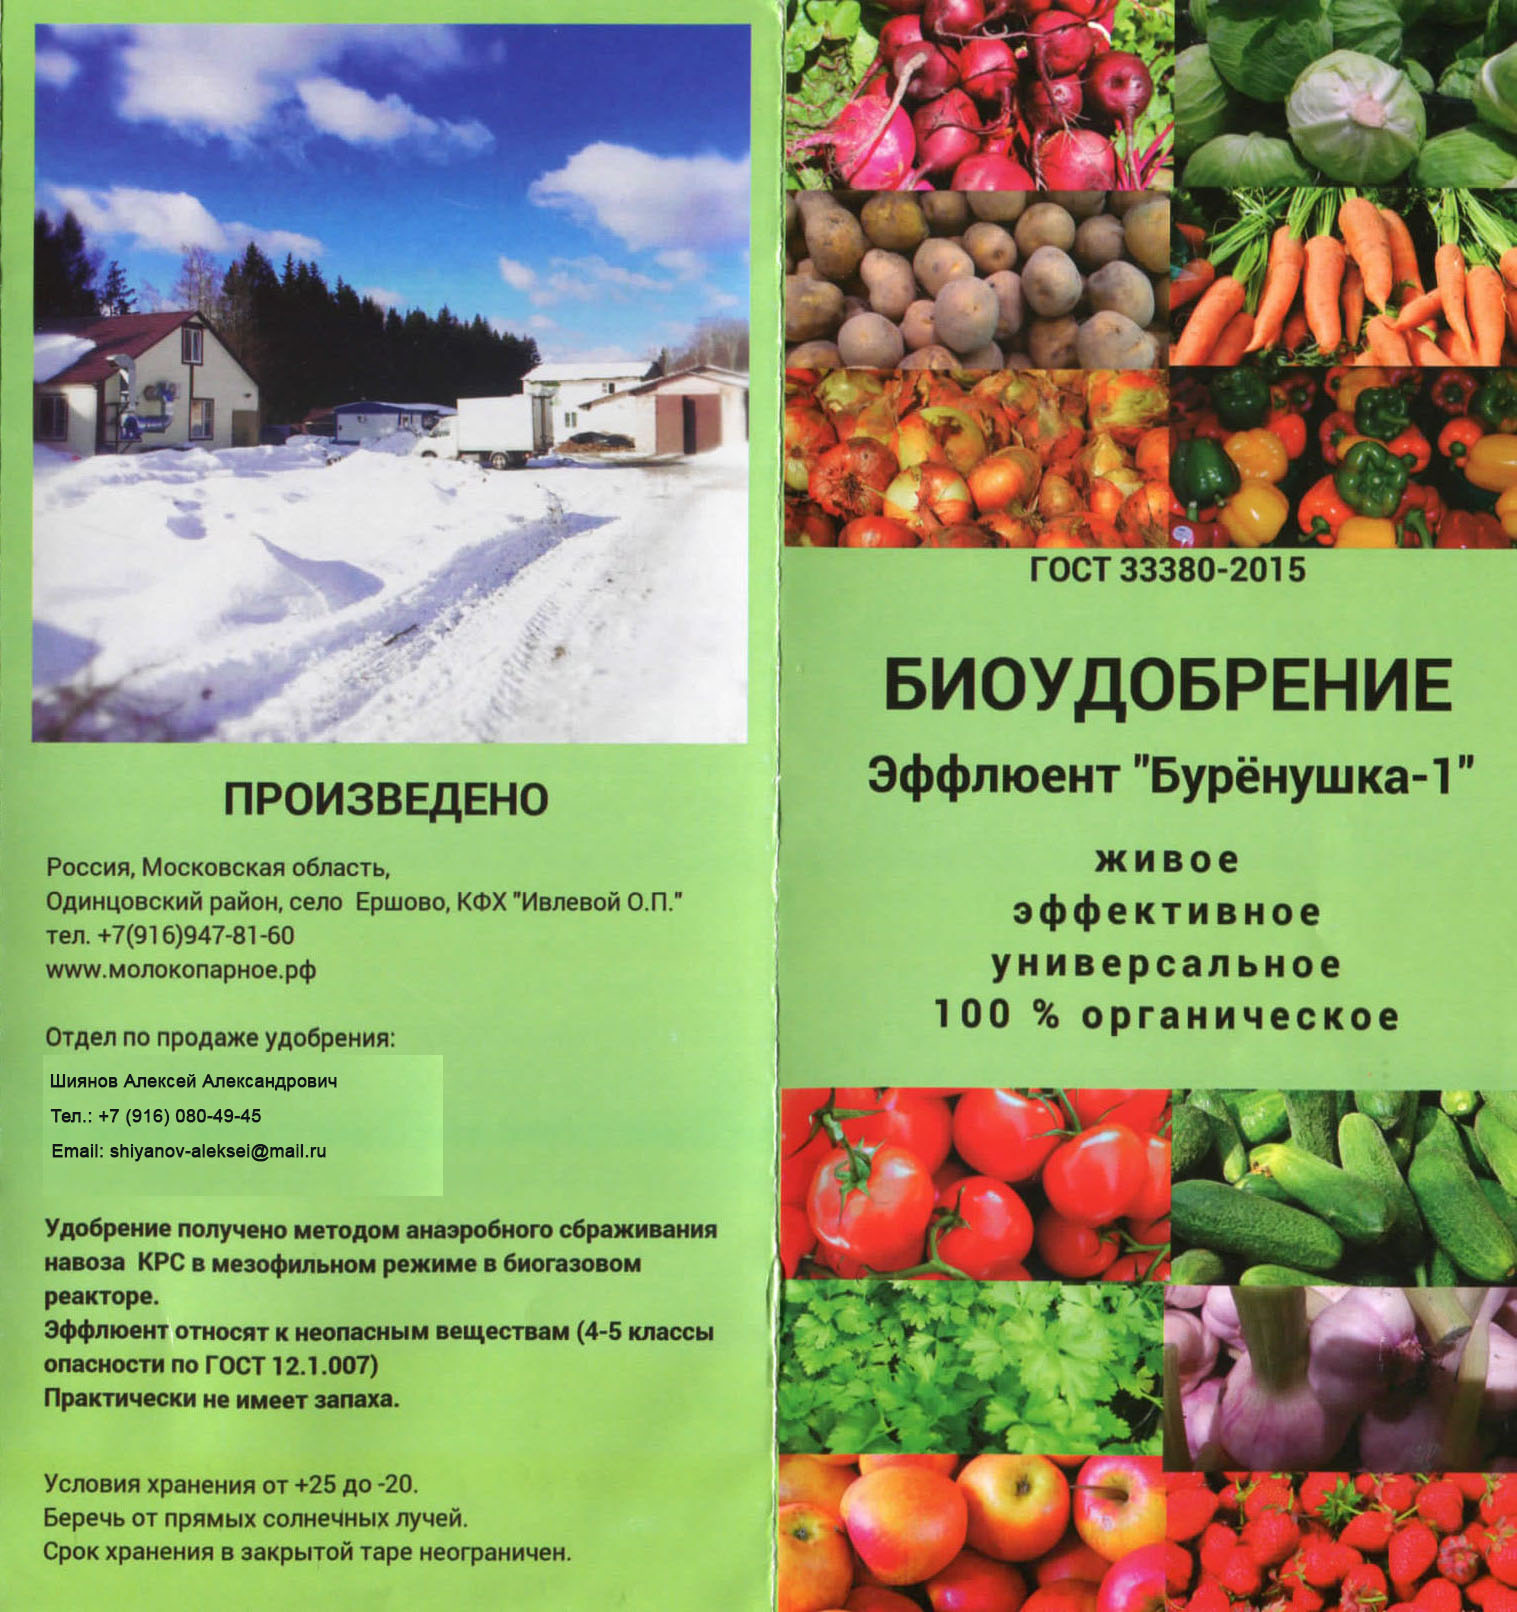 ПРОИЗВЕДЕНО
Россия, Московская область,
Одинцовский район, село Ершово, КФХ "Ивлевой О.П."
тел. +7(916)947-81-60
www.молокопарное.рф
Отдел по продаже удобрения:
Шиянов Алексей Александрович
Тел.: +7 (916) 080-49-45
Email: shiyanov-aleksei@mail.ru
Удобрение получено методом анаэробного сбраживания
навоза КРС в мезофильном режиме в биогазовом
реакторе.
Эффлюент относят к неопасным веществам (4-5 классы
опасности по ГОСТ 12.1.007)
Практически не имеет запаха.
Условия хранения от +25 до -20.
Беречь от прямых солнечных лучей.
Срок хранения в закрытой таре неограничен.
ГОСТ 33380-2015
БИОУДОБРЕНИЕ
Эффлюент "Бурёнушка-1"
живое
эффективное
универсальное
100 % органическое